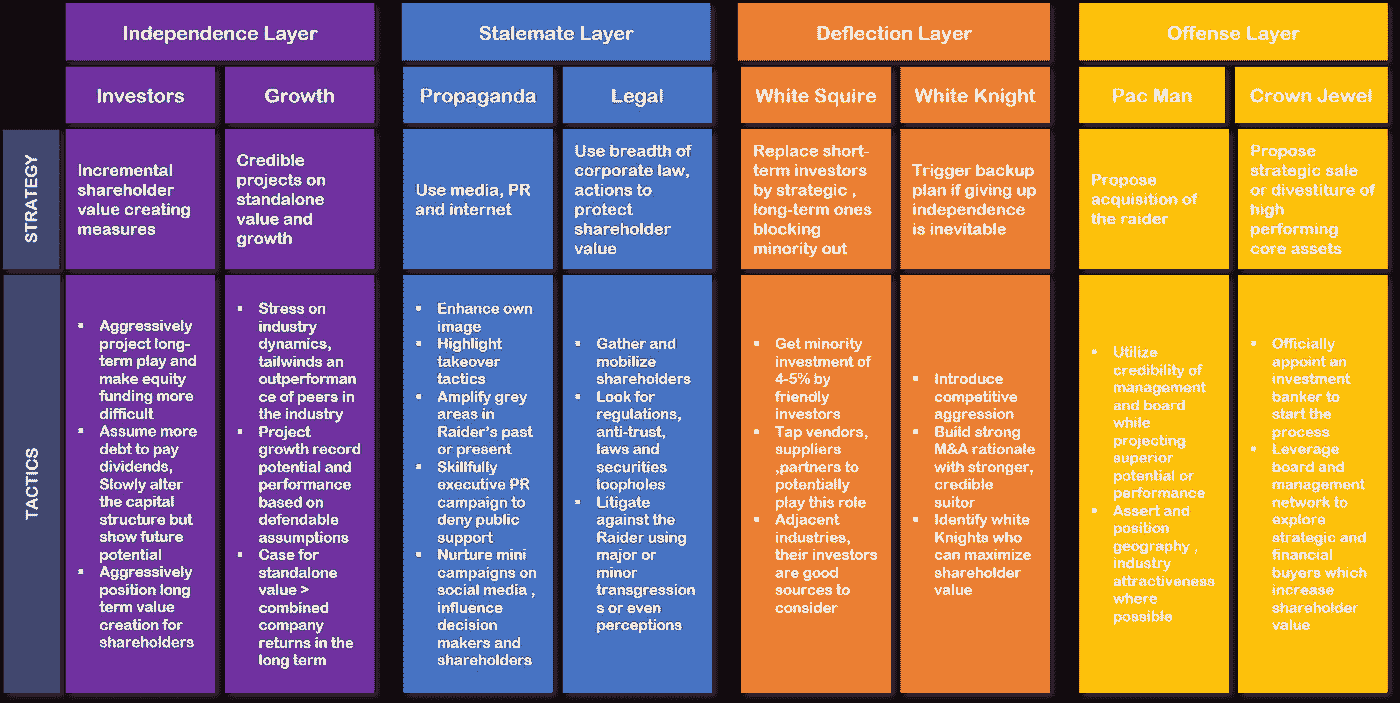 Independence Layer
Stalemate Layer
Deflection Layer
Offense Layer
Investors
Growth
Propaganda
Legal
White Squire
White Knight
Pac Man
Crown Jewel
STRATEGY
Incremental
shareholder
value creating
measures
Credible
projects on
standalone
value and
growth
Use media, PR
and internet
Use breadth of
corporate law,
actions to
protect
shareholder
value
Replace short-
term investors
by strategic ,
long-term ones
blocking
minority out
Trigger backup
plan if giving up
independence
is inevitable
Propose
acquisition of
the raider
Propose
strategic sale
or divestiture of
high
performing
core assets
TACTICS
▪ Aggressively
project long-
term play and
make equity
funding more
difficult
▪ Assume more
debt to pay
dividends,
Slowly alter
the capital
structure but
show future
potential
▪ Aggressively
position long
term value
creation for
shareholders
▪ Stress on
industry
dynamics,
tailwinds an
outperforman
ce of peers in
the industry
▪ Project
growth record
potential and
performance
based on
defendable
assumptions
▪ Case for
standalone
value >
combined
company
returns in the
long term
▪ Enhance own
image
▪ Highlight
takeover
tactics
▪ Amplify grey
areas in
Raider's past
or present
▪ Skillfully
executive PR
campaign to
deny public
support
▪ Nurture mini
campaigns on
social media ,
influence
decision
makers and
shareholders
▪ Gather and
mobilize
shareholders
▪ Look for
regulations,
anti-trust,
laws and
securities
loopholes
▪ Litigate
against the
Raider using
major or
minor
transgression
s or even
perceptions
▪ Get minority
investment of
4-5% by
friendly
investors
▪ Tap vendors,
suppliers
,partners to
potentially
play this role
▪ Adjacent
industries,
their investors
are good
sources to
consider
▪ Introduce
competitive
aggression
▪ Build strong
M&A rationale
with stronger,
credible
suitor
▪ Identify white
Knights who
can maximize
shareholder
value
▪ Utilize
credibility of
management
and board
while
projecting
superior
potential or
performance
▪ Assert and
position
geography ,
industry
attractiveness
where
possible
▪ Officially
appoint an
investment
banker to
start the
process
▪ Leverage
board and
management
network to
explore
strategic and
financial
buyers which
increase
shareholder
value